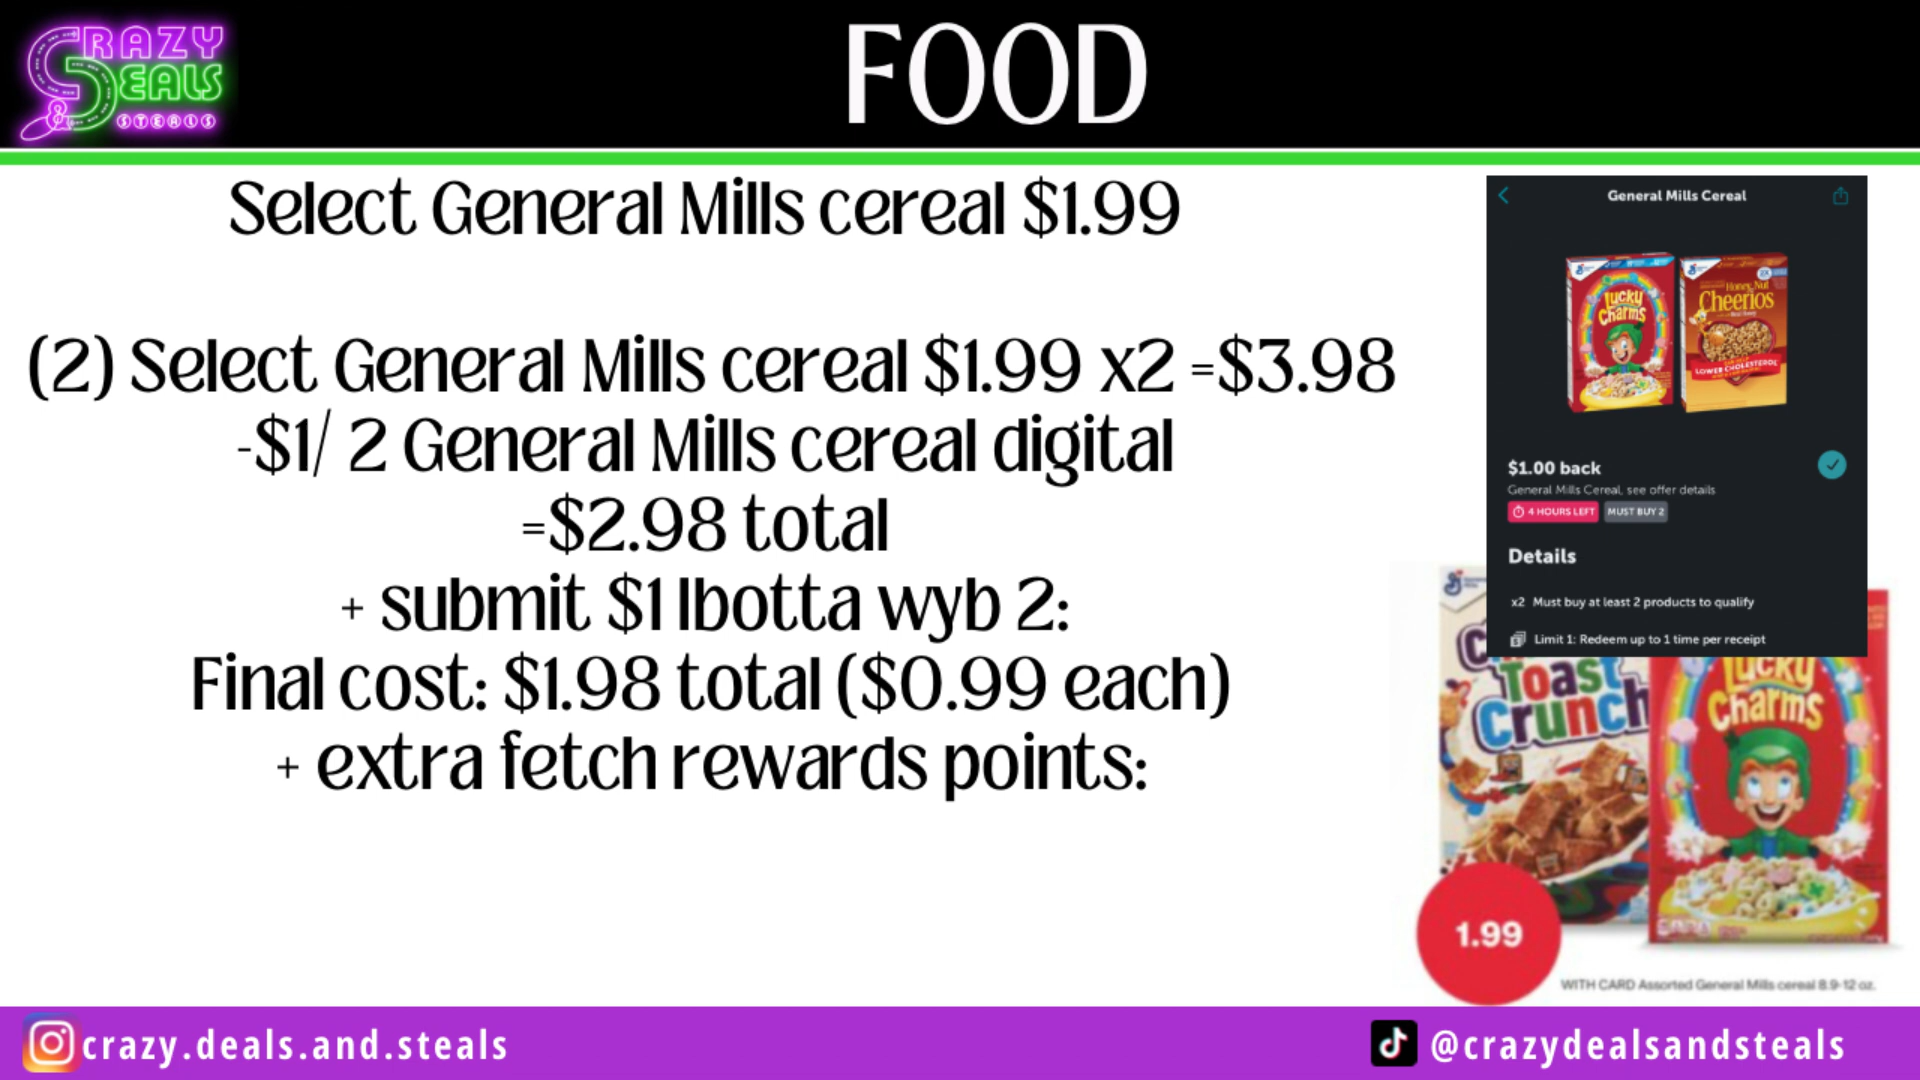 CRAZY
DEALS
& STEALS
FOOD
Select General Mills cereal $1.99
(2) Select General Mills cereal $1.99 x2 =$3.98
-$1/ 2 General Mills cereal digital
=$2.98 total
+ submit $1 Ibotta wyb 2:
Final cost: $1.98 total ($0.99 each)
+ extra fetch rewards points:
General Mills Cereal
Lucky
Charms
Honey Nut
Cheerios
LOWER CHOLESTEROL
$1.00 back
General Mills Cereal, see offer details
4 HOURS LEFT
MUST BUY 2
Details
x2 Must buy at least 2 products to qualify
Limit 1: Redeem up to 1 time per receipt
Toast
Crunch
Lucky
Charms
1.99
WITH CARD Assorted General Mills cereal 8.9-12 oz.
crazy.deals.and.steals
@crazydealsandsteals